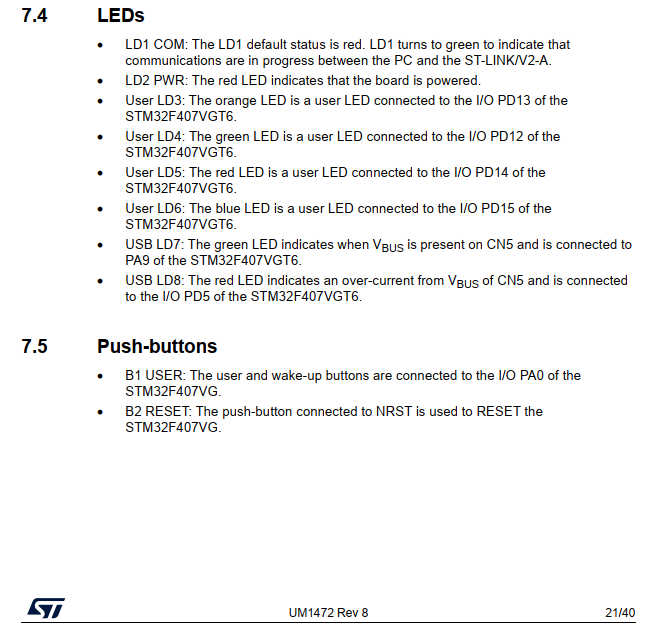 7.4 LEDs
• LD1 COM: The LD1 default status is red. LD1 turns to green to indicate that
communications are in progress between the PC and the ST-LINK/V2-A.
• LD2 PWR: The red LED indicates that the board is powered.
• User LD3: The orange LED is a user LED connected to the I/O PD13 of the
STM32F407VGT6.
• User LD4: The green LED is a user LED connected to the I/O PD12 of the
STM32F407VGT6.
• User LD5: The red LED is a user LED connected to the I/O PD14 of the
STM32F407VGT6.
• User LD6: The blue LED is a user LED connected to the I/O PD15 of the
STM32F407VGT6.
• USB LD7: The green LED indicates when VBUS is present on CN5 and is connected to
PA9 of the STM32F407VGT6.
• USB LD8: The red LED indicates an over-current from VBUS of CN5 and is connected
to the I/O PD5 of the STM32F407VGT6.
7.5 Push-buttons
• B1 USER: The user and wake-up buttons are connected to the I/O PA0 of the
STM32F407VG.
• B2 RESET: The push-button connected to NRST is used to RESET the
STM32F407VG.
ST UM1472 Rev 8 21/40